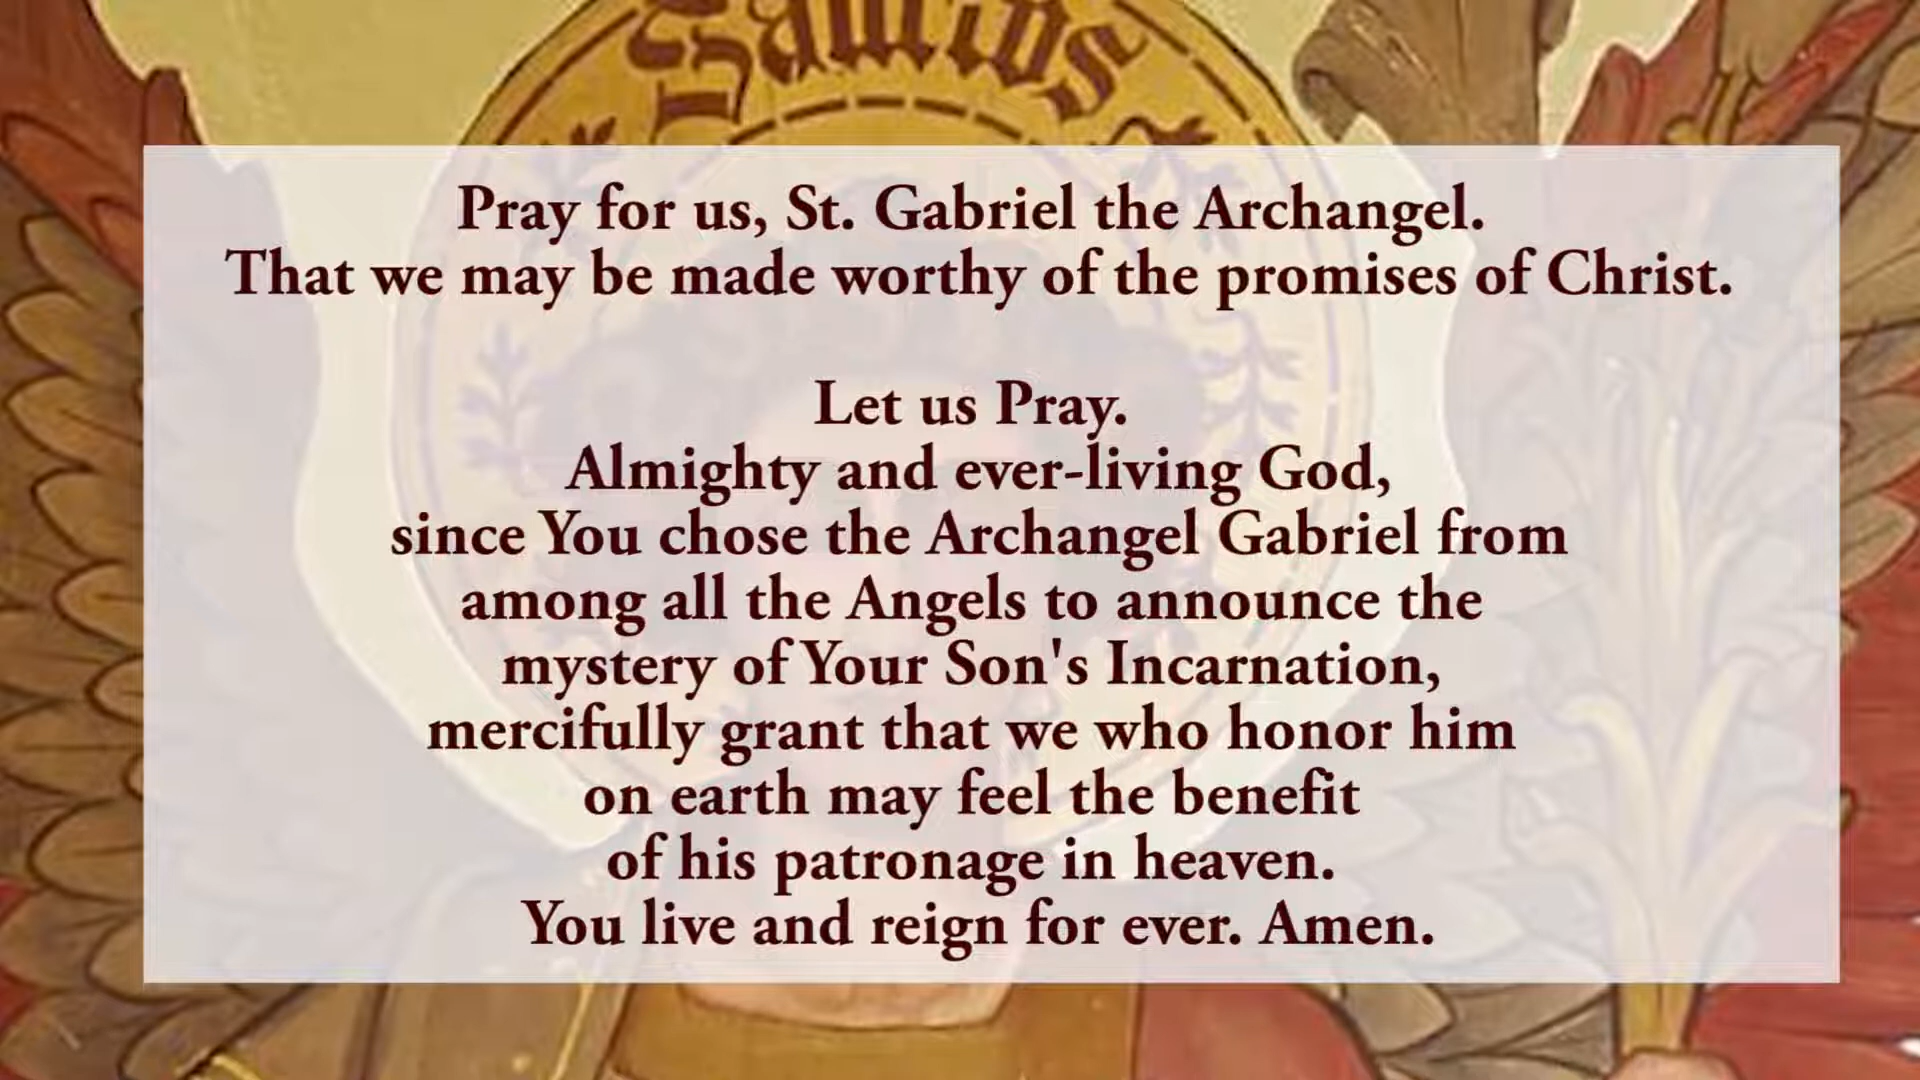 Sanctus
Pray for us, St. Gabriel the Archangel.
That we may be made worthy of the promises of Christ.
Let us Pray.
Almighty and ever-living God,
since You chose the Archangel Gabriel from
among all the Angels to announce the
mystery of Your Son's Incarnation,
mercifully grant that we who honor him
on earth may feel the benefit
of his patronage in heaven.
You live and reign for ever. Amen.